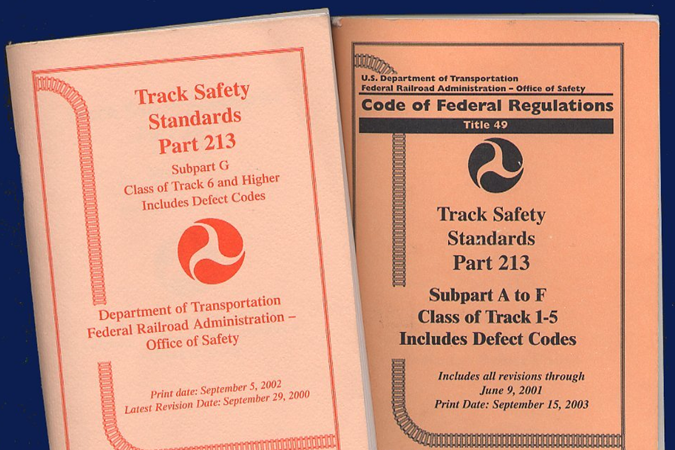 Track Safety
Standards
Part 213
Subpart G
Class of Track 6 and Higher
Includes Defect Codes
Department of Transportation
Federal Railroad Administration –
Office of Safety
Print date: September 5, 2002
Latest Revision Date: September 29, 2000
U.S. Department of Transportation
Federal Railroad Administration – Office of Safety
Code of Federal Regulations
Title 49
Track Safety
Standards
Part 213
Subpart A to F
Class of Track 1-5
Includes Defect Codes
Includes all revisions through
June 9, 2001
Print Date: September 15, 2003